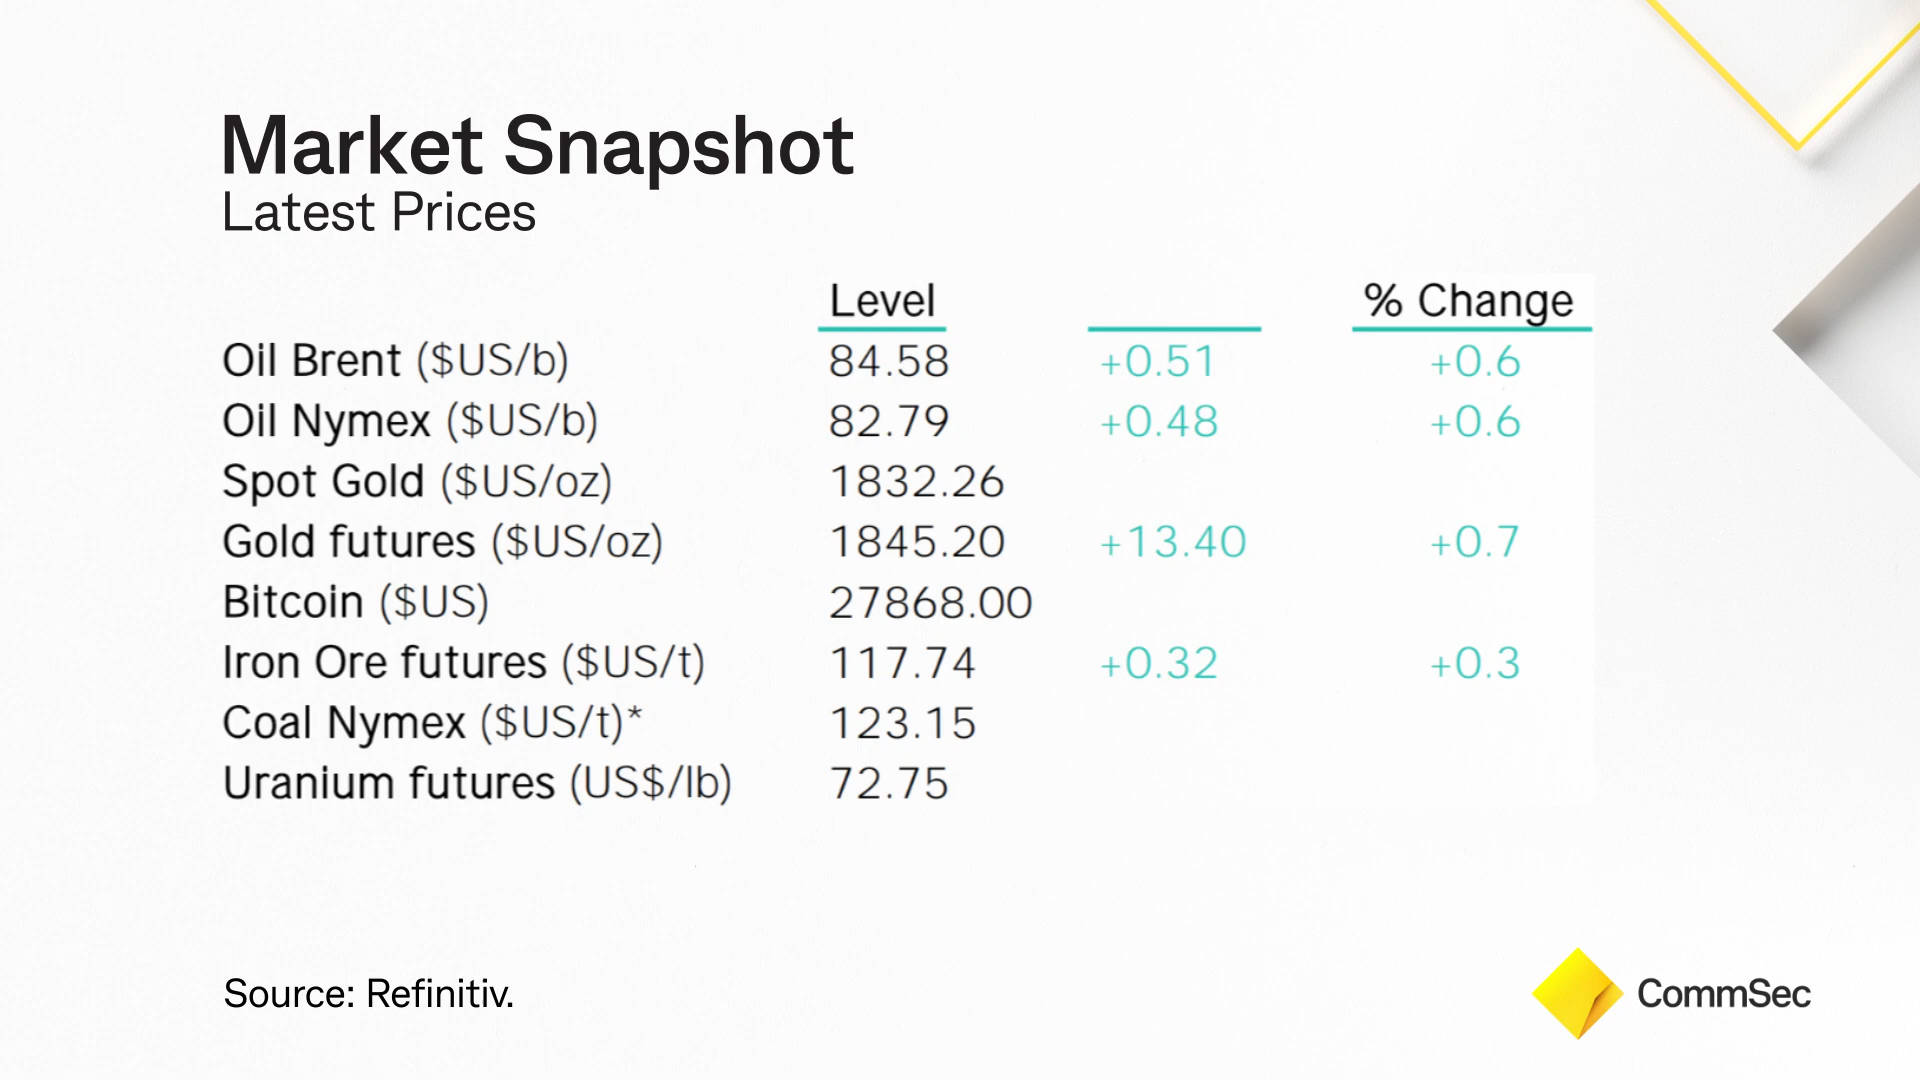 Market Snapshot
Latest Prices
Level % Change
Oil Brent ($US/b) 84.58 +0.51 +0.6
Oil Nymex ($US/b) 82.79 +0.48 +0.6
Spot Gold ($US/oz) 1832.26
Gold futures ($US/oz) 1845.20 +13.40 +0.7
Bitcoin ($US) 27868.00
Iron Ore futures ($US/t) 117.74 +0.32 +0.3
Coal Nymex ($US/t)* 123.15
Uranium futures (US$/lb) 72.75
Source: Refinitiv.
CommSec